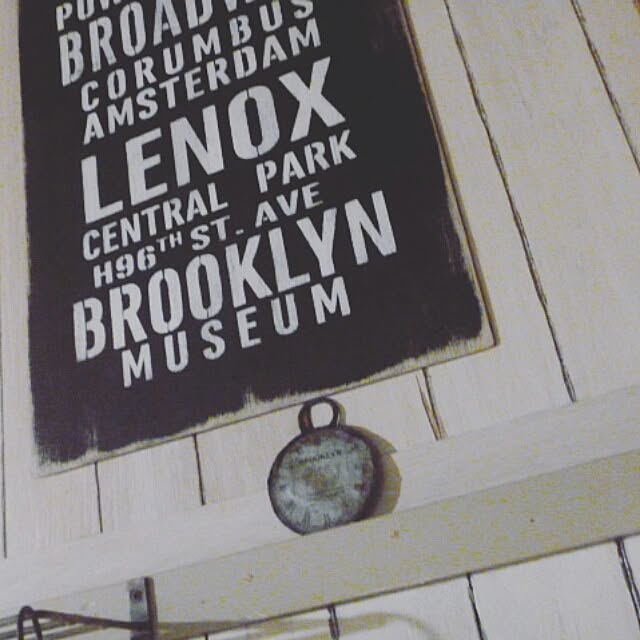 BROADW
CORUMBUS
AMSTERDAM
LENOX
CENTRAL PARK
H96TH ST. AVE
BROOKLYN
MUSEUM